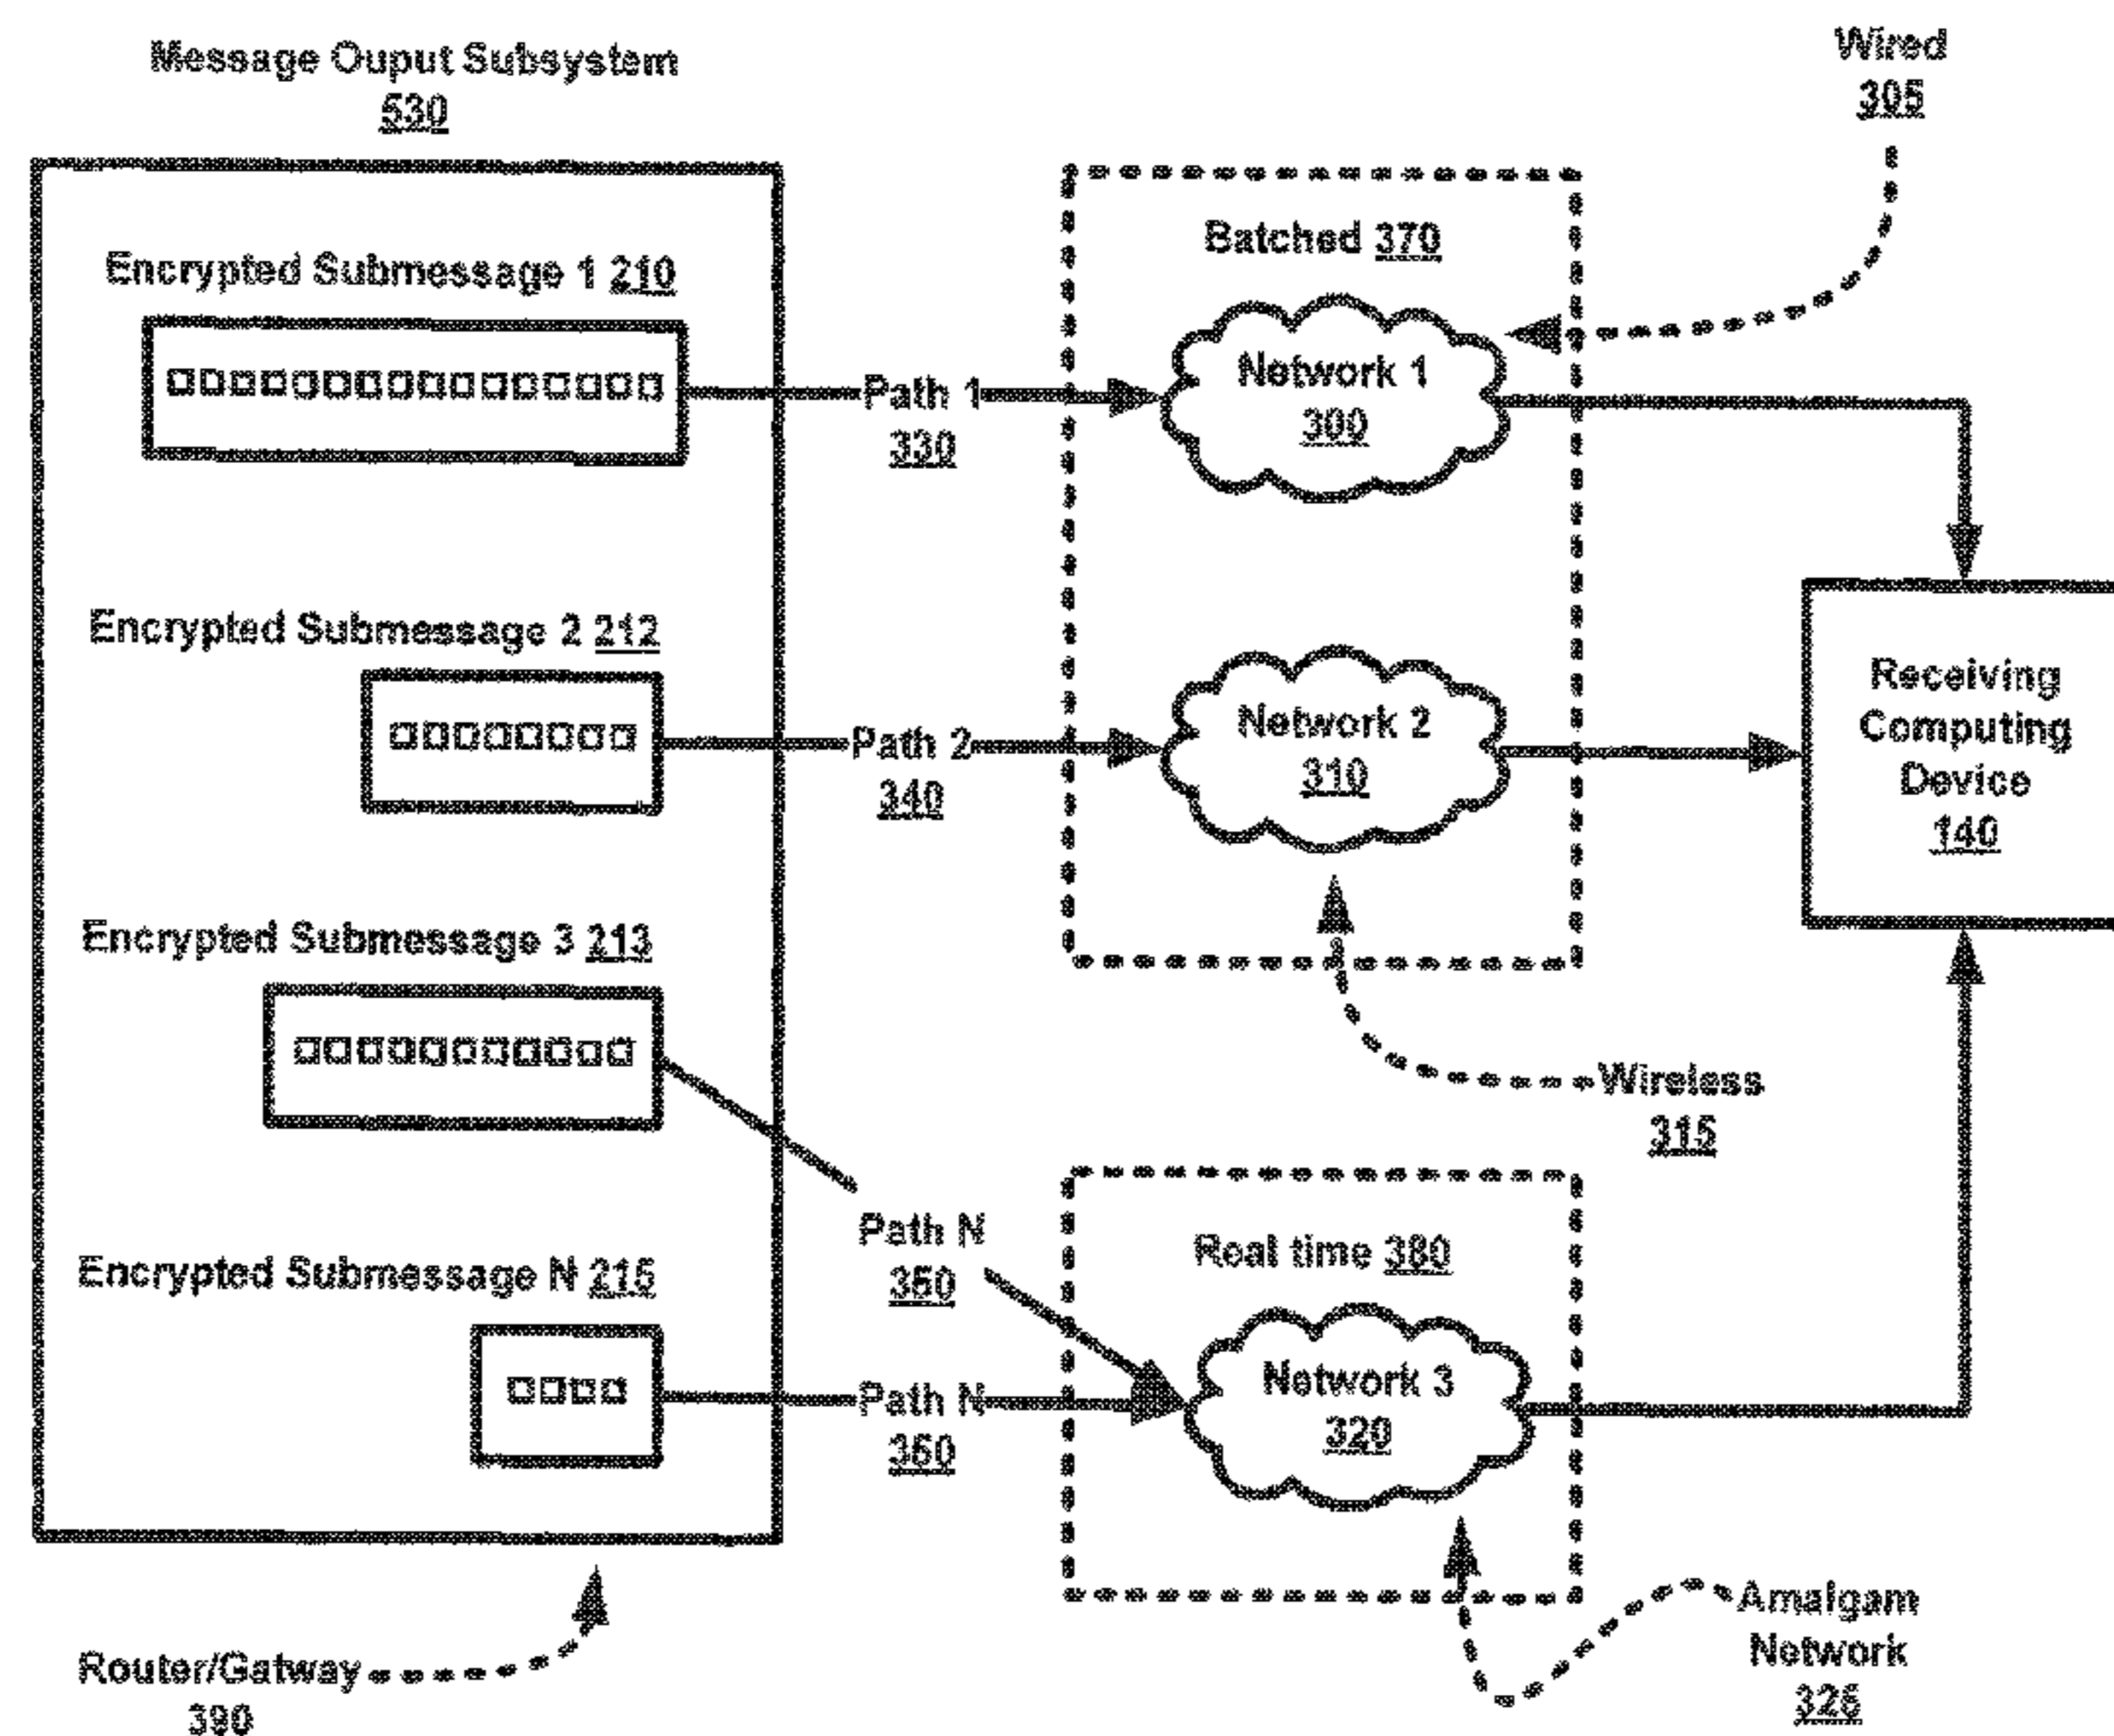 Message Ouput Subsystem
530
Wired
305
Encrypted Submessage 1 210
Batched 370
Path 1
330
Network 1
300
Encrypted Submessage 2 212
Path 2
340
Network 2
310
Receiving
Computing
Device
140
Encrypted Submessage 3 213
Wireless
315
Path N
350
Real time 380
Encrypted Submessage N 215
Path N
350
Network 3
320
Router/Gatway
390
Amalgam
Network
325